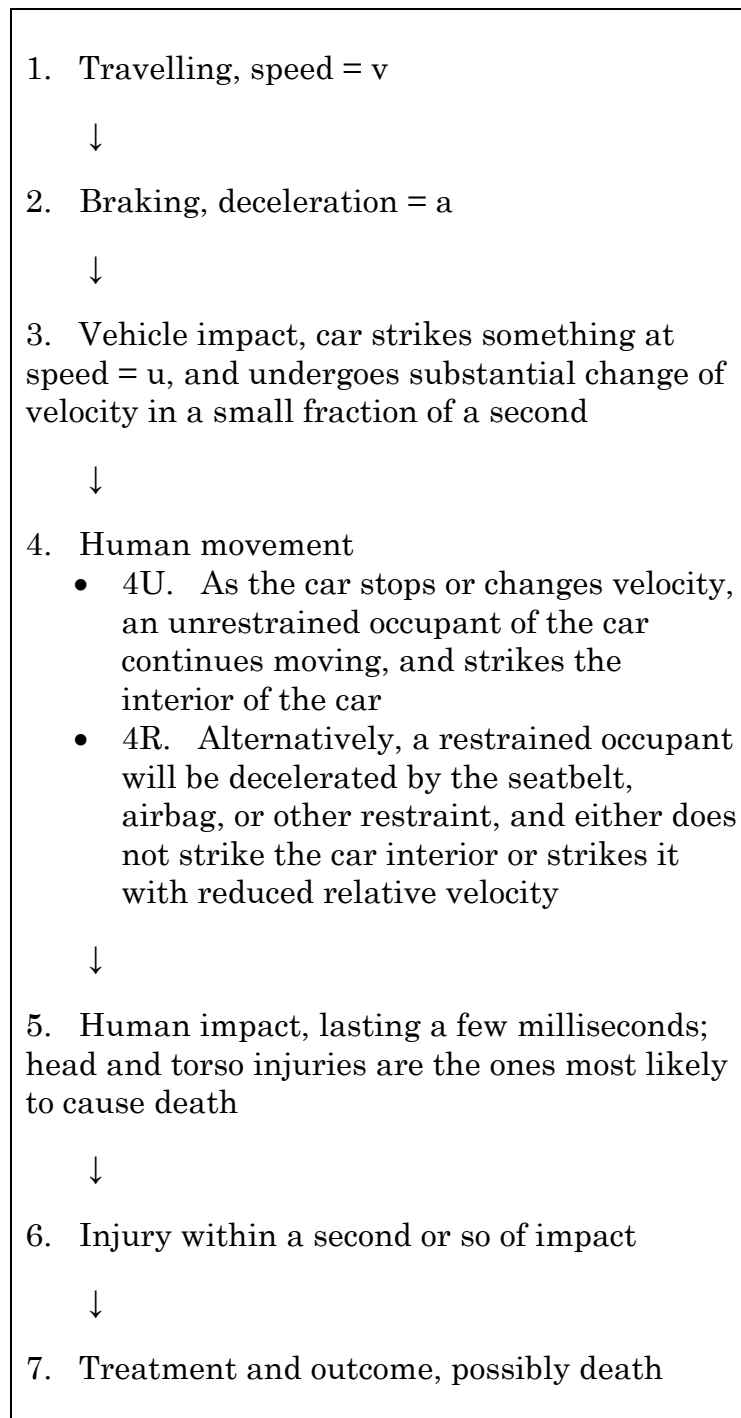 1. Travelling, speed = v
↓
2. Braking, deceleration = a
↓
3. Vehicle impact, car strikes something at
speed = u, and undergoes substantial change of
velocity in a small fraction of a second
↓
4. Human movement
• 4U. As the car stops or changes velocity,
an unrestrained occupant of the car
continues moving, and strikes the
interior of the car
• 4R. Alternatively, a restrained occupant
will be decelerated by the seatbelt,
airbag, or other restraint, and either does
not strike the car interior or strikes it
with reduced relative velocity
↓
5. Human impact, lasting a few milliseconds;
head and torso injuries are the ones most likely
to cause death
↓
6. Injury within a second or so of impact
↓
7. Treatment and outcome, possibly death